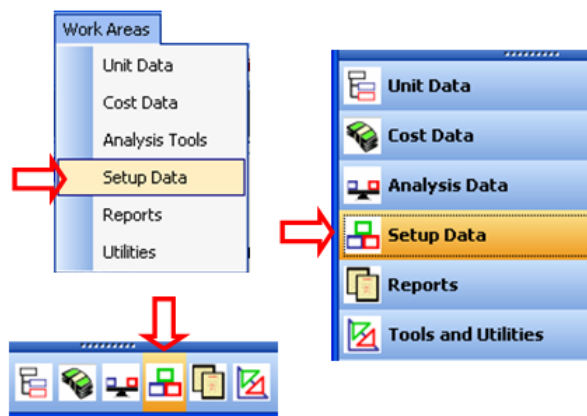 Work Areas
Unit Data
Cost Data
Analysis Tools
Setup Data
Reports
Utilities
Unit Data
Cost Data
Analysis Data
Setup Data
Reports
Tools and Utilities